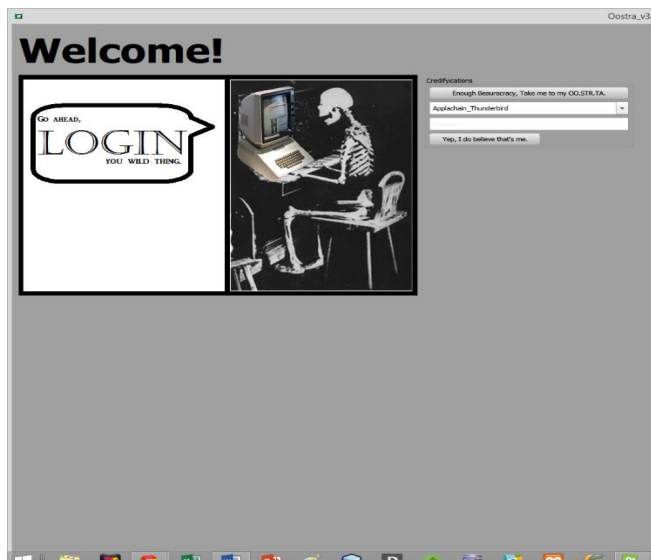 Oostra_v3
Welcome!
Go ahead,
LOGIN
you wild thing.
Credifyications
Enough Beauracracy, Take me to my OO.STR.TA.
Applachain_Thunderbird
Yep, I do believe that's me.